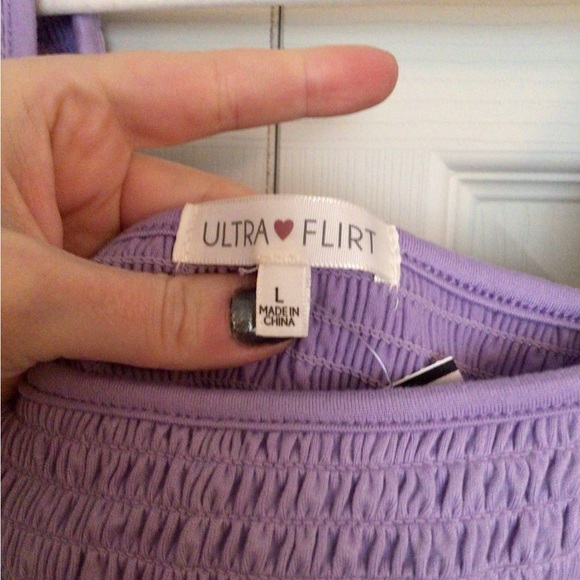 ULTRA ♥ FLIRT
L
MADE IN
CHINA